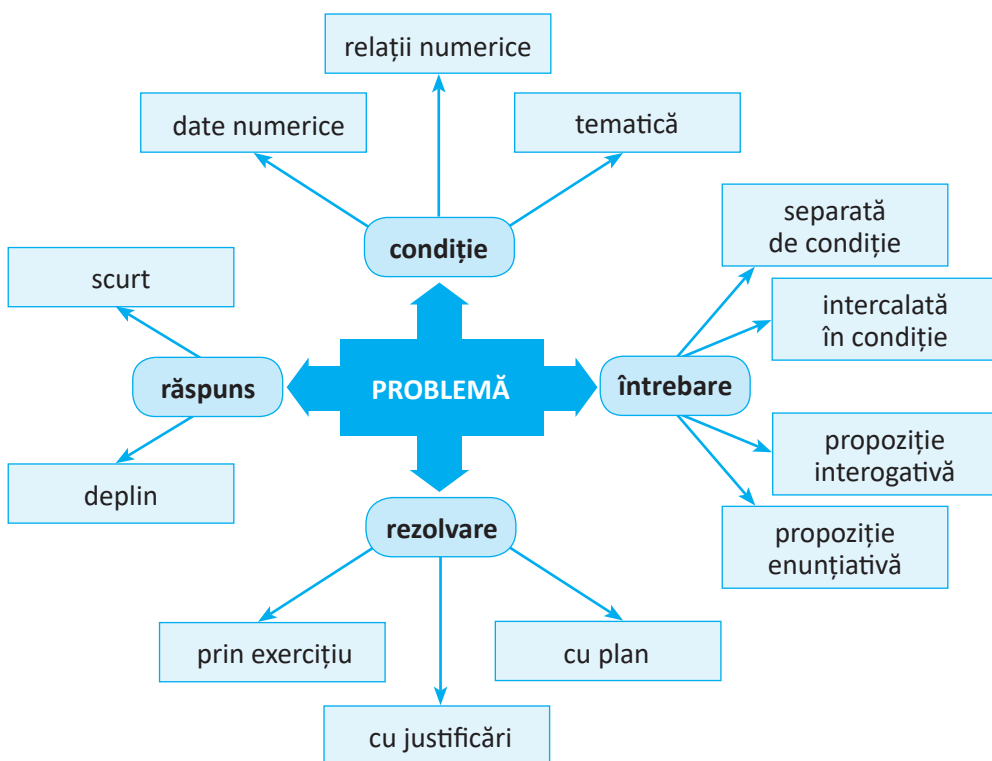 relații numerice
date numerice
tematică
condiție
separată
de condiție
intercalată
în condiție
întrebare
propoziție
interogativă
propoziție
enunțiativă
scurt
răspuns
deplin
PROBLEMĂ
rezolvare
prin exercițiu
cu plan
cu justificări